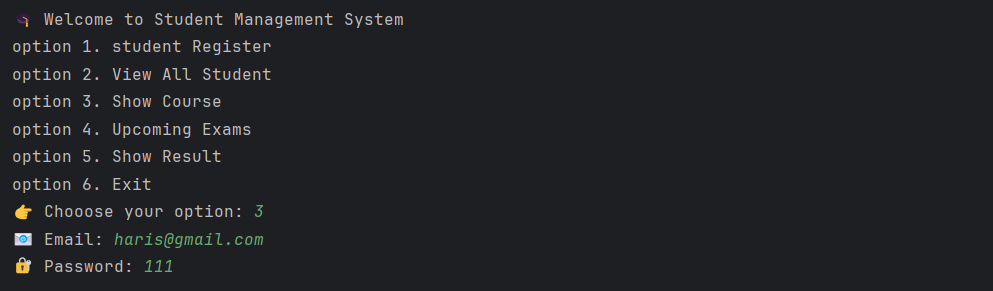 🎓 Welcome to Student Management System
option 1. student Register
option 2. View All Student
option 3. Show Course
option 4. Upcoming Exams
option 5. Show Result
option 6. Exit
👉 Chooose your option: 3
📧 Email: haris@gmail.com
🔐 Password: 111